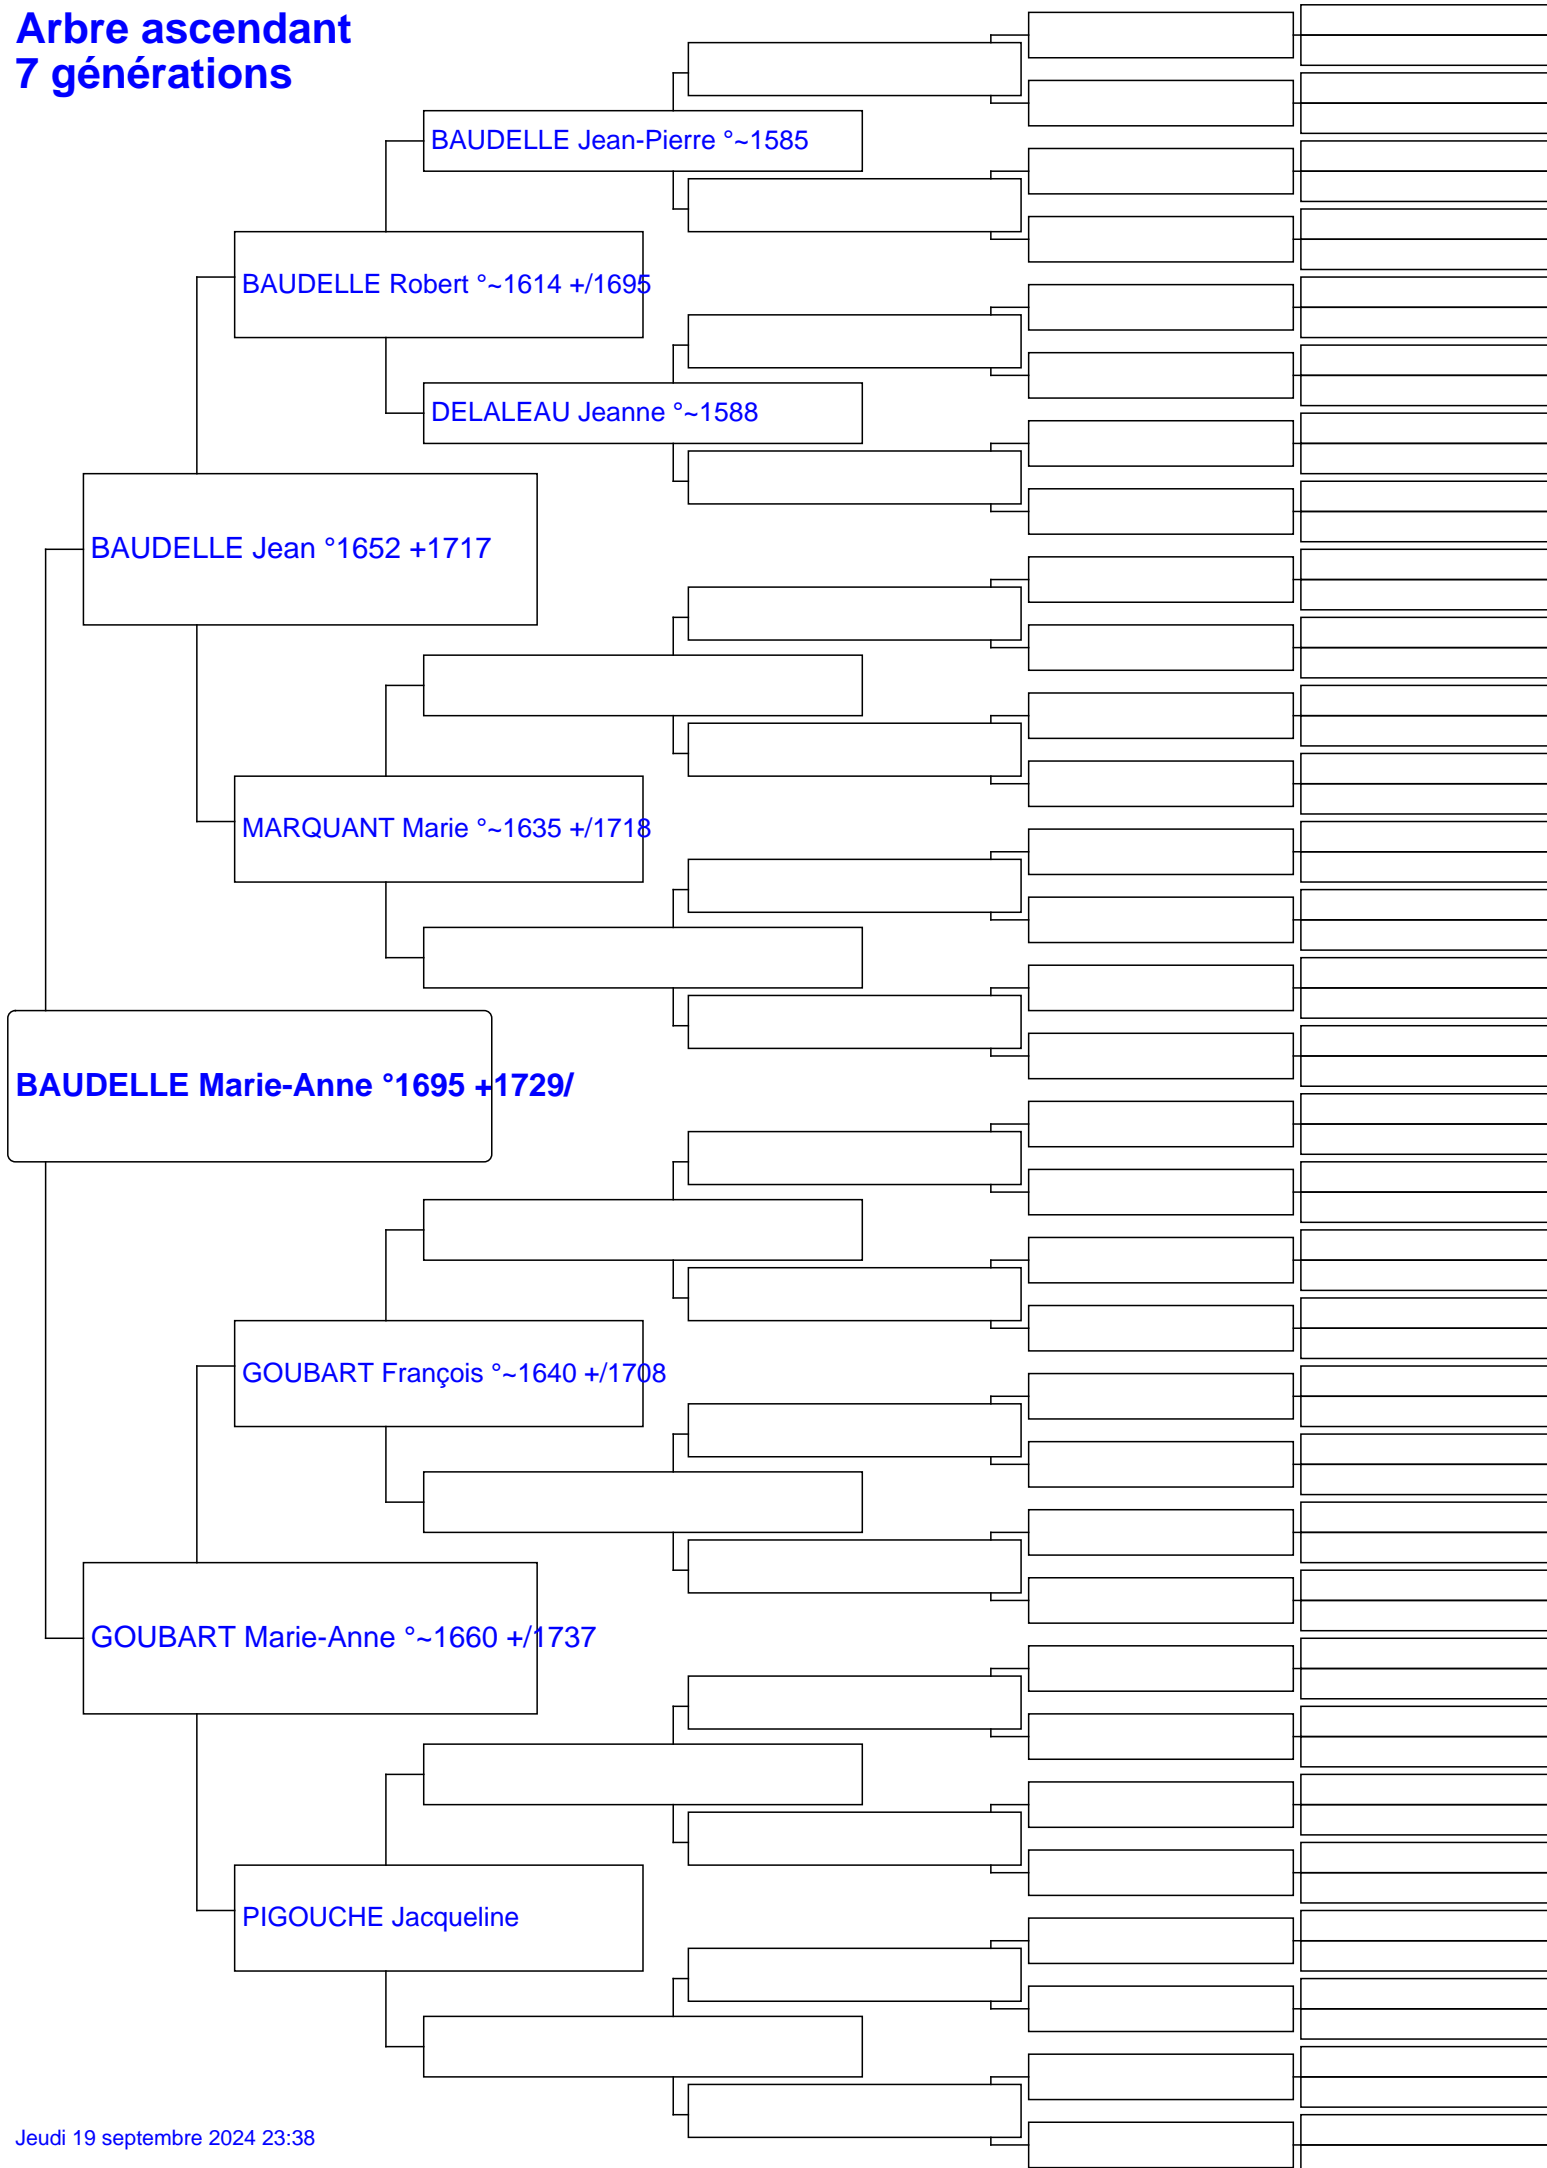 Arbre ascendant
7 générations
BAUDELLE Jean-Pierre °~1585
BAUDELLE Robert °~1614 +/1695
DELALEAU Jeanne °~1588
BAUDELLE Jean °1652 +1717
MARQUANT Marie °~1635 +/1718
BAUDELLE Marie-Anne °1695 +1729/
GOUBART François °~1640 +/1708
GOUBART Marie-Anne °~1660 +/1737
PIGOUCHE Jacqueline
Jeudi 19 septembre 2024 23:38